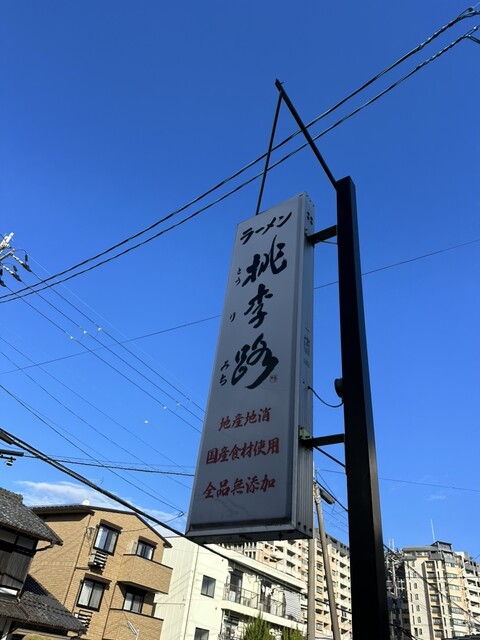 ラーメン
桃李路
とうりみち
地産地消
国産食材使用
全品無添加